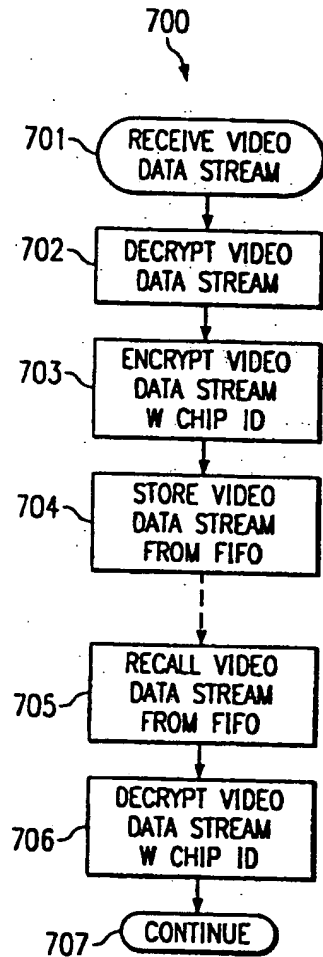 700
701
RECEIVE VIDEO
DATA STREAM
702
DECRYPT VIDEO
DATA STREAM
703
ENCRYPT VIDEO
DATA STREAM
W CHIP ID
704
STORE VIDEO
DATA STREAM
FROM FIFO
705
RECALL VIDEO
DATA STREAM
FROM FIFO
706
DECRYPT VIDEO
DATA STREAM
W CHIP ID
707
CONTINUE